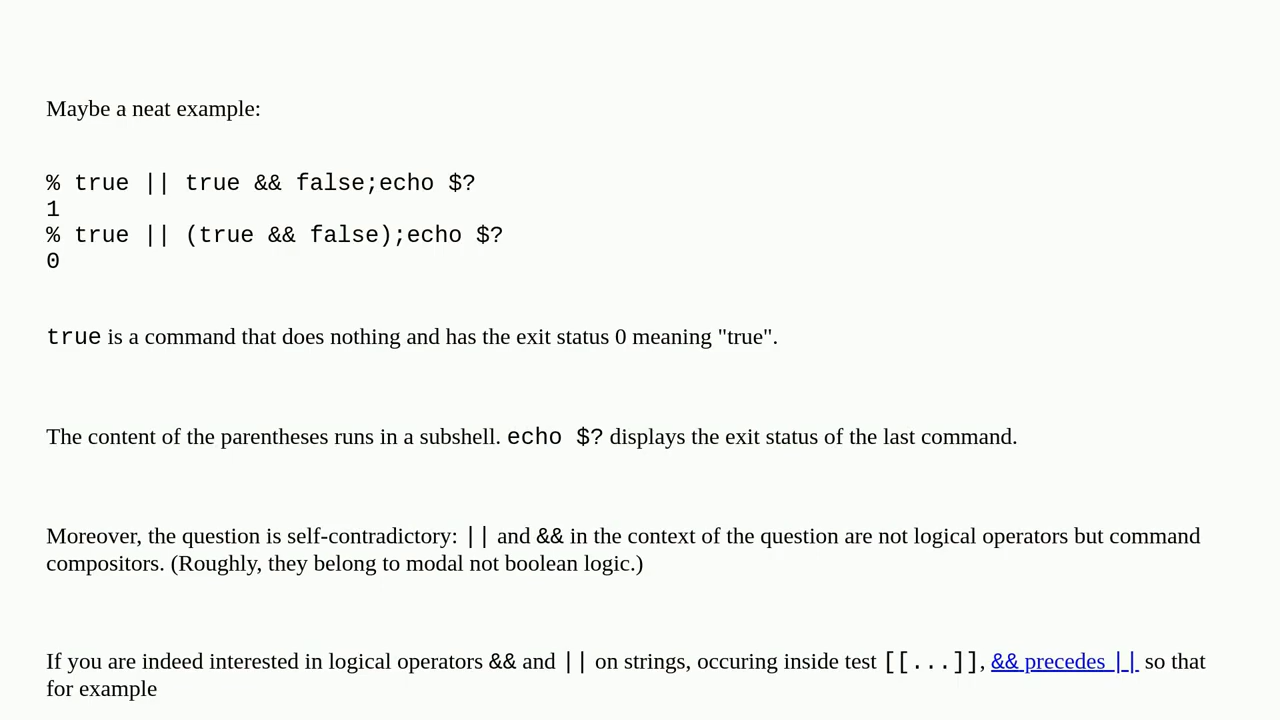 Maybe a neat example:
% true || true && false;echo $?
1
% true || (true && false);echo $?
0
true is a command that does nothing and has the exit status 0 meaning "true".
The content of the parentheses runs in a subshell. echo $? displays the exit status of the last command.
Moreover, the question is self-contradictory: || and && in the context of the question are not logical operators but command
compositors. (Roughly, they belong to modal not boolean logic.)
If you are indeed interested in logical operators && and || on strings, occuring inside test [[...]], && precedes || so that
for example